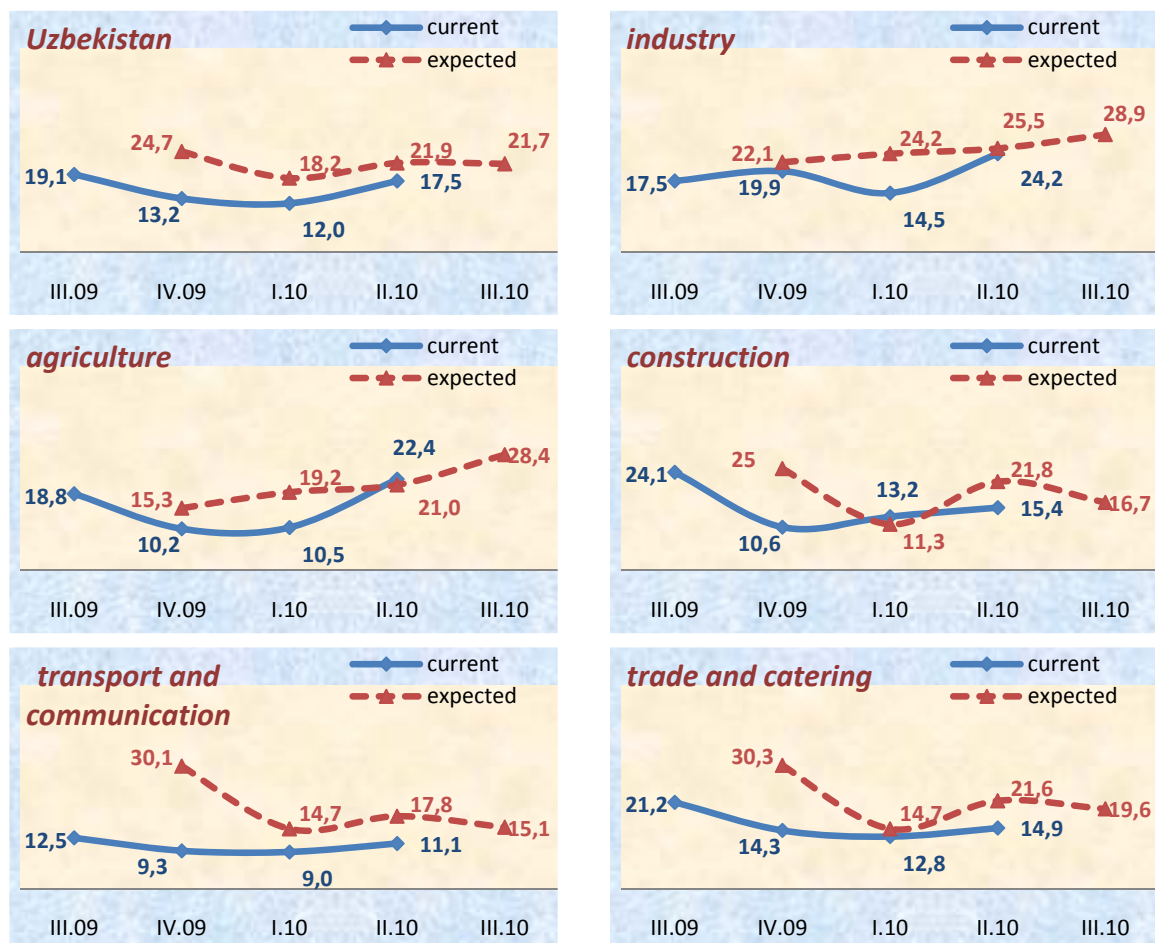 Uzbekistan
current
expected
24,7
18,2
21,9
21,7
19,1
13,2
12,0
17,5
III.09 IV.09 I.10 II.10 III.10
industry
current
expected
22,1
24,2
25,5
28,9
17,5
19,9
14,5
24,2
III.09 IV.09 I.10 II.10 III.10
agriculture
current
expected
22,4
28,4
18,8
15,3
19,2
21,0
10,2
10,5
III.09 IV.09 I.10 II.10 III.10
construction
current
expected
25
24,1
13,2
21,8
16,7
10,6
11,3
15,4
III.09 IV.09 I.10 II.10 III.10
transport and
communication
current
expected
30,1
14,7
17,8
15,1
12,5
9,3
9,0
11,1
III.09 IV.09 I.10 II.10 III.10
trade and catering
current
expected
30,3
21,2
14,7
21,6
19,6
14,3
12,8
14,9
III.09 IV.09 I.10 II.10 III.10